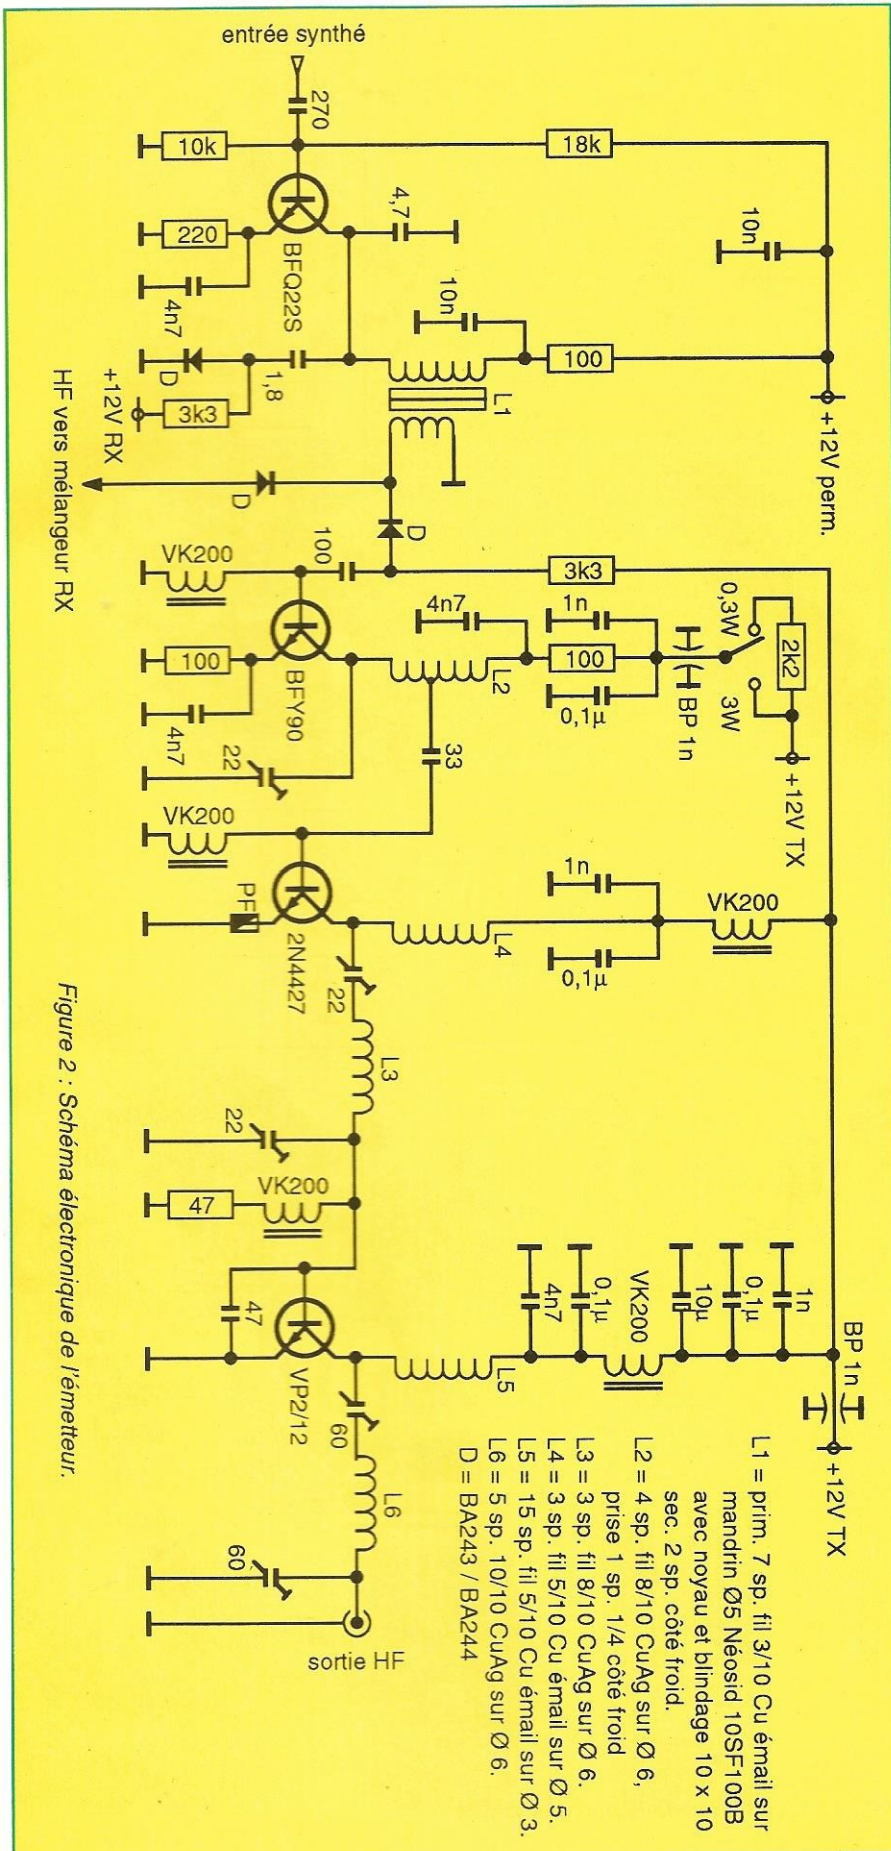 entrée synthé
270
10k
18k
220
4n7
BFQ22S
4,7
10n
10n
100
+12V perm.
1,8
D
3k3
+12V RX
L1
HF vers mélangeur RX
D
D
100
VK200
3k3
100
BFY90
4n7
22
4n7
L2
1n
100
0,1µ
BP 1n
0,3W
2k2
3W
+12V TX
33
VK200
PF
2N4427
22
L4
1n
0,1µ
VK200
L3
22
47
VK200
47
VP2/12
L5
4n7
0,1µ
VK200
10µ
0,1µ
1n
BP 1n
+12V TX
60
L6
60
sortie HF
L1 = prim. 7 sp. fil 3/10 Cu émail sur
mandrin Ø5 Néosid 10SF100B
avec noyau et blindage 10 x 10
sec. 2 sp. côté froid.
L2 = 4 sp. fil 8/10 CuAg sur Ø 6,
prise 1 sp. 1/4 côté froid
L3 = 3 sp. fil 8/10 CuAg sur Ø 6.
L4 = 3 sp. fil 5/10 Cu émail sur Ø 5.
L5 = 15 sp. fil 5/10 Cu émail sur Ø 3.
L6 = 5 sp. 10/10 CuAg sur Ø 6.
D = BA243 / BA244
Figure 2 : Schéma électronique de l'émetteur.